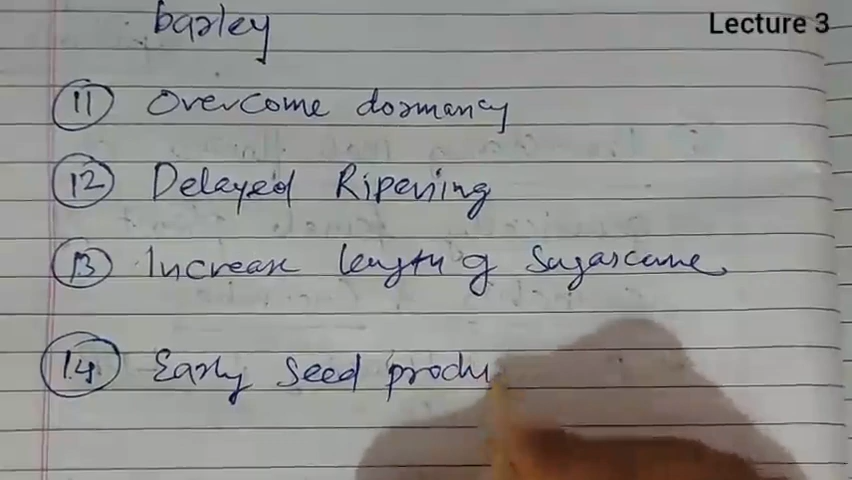 Lecture 3
barley
11 Overcome dormancy
12 Delayed Ripening
13 Increase length of Sugarcane
14 Early seed produ